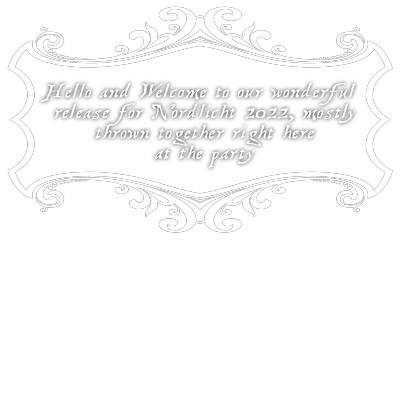 Hello and Welcome to our wonderful
release for Nordlicht 2022, mostly
thrown together right here
at the party